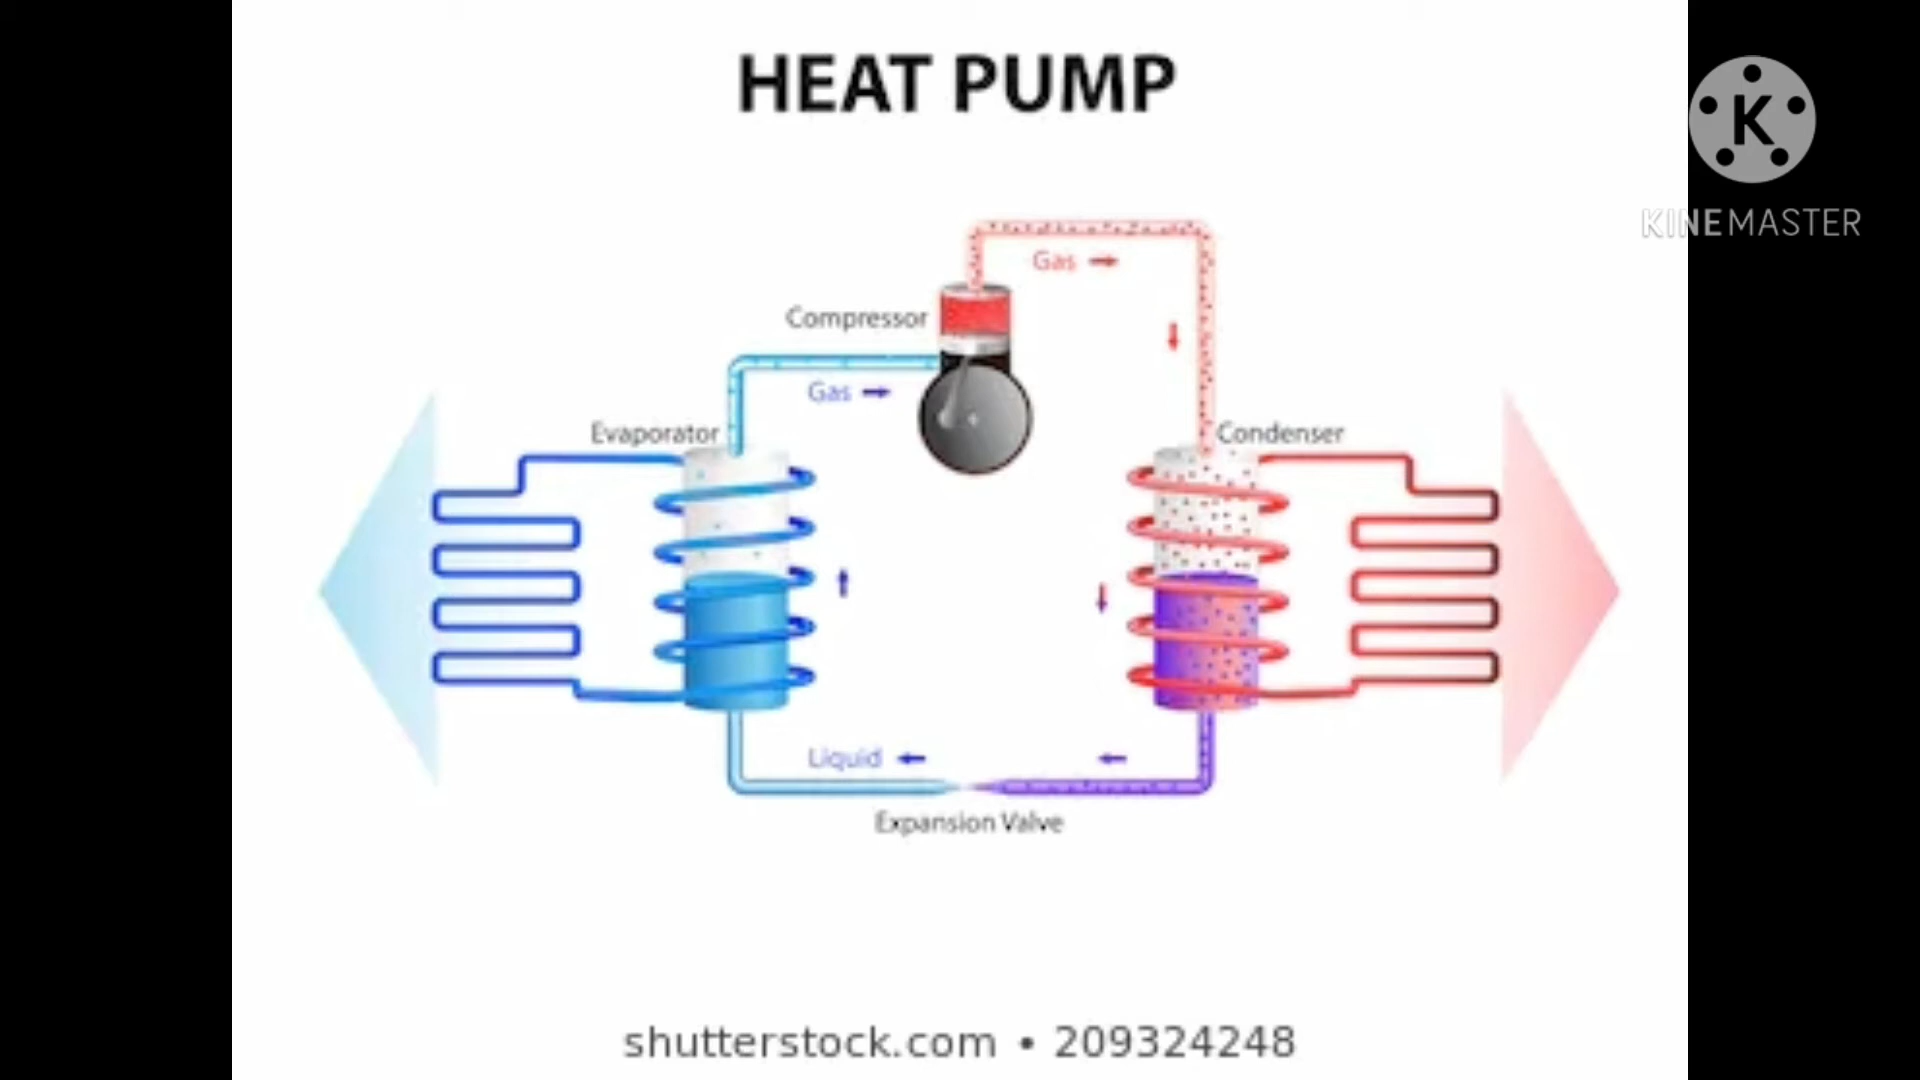 HEAT PUMP
K
KINEMASTER
Gas
Compressor
Gas
Evaporator
Condenser
Liquid
Expansion Valve
shutterstock.com • 209324248